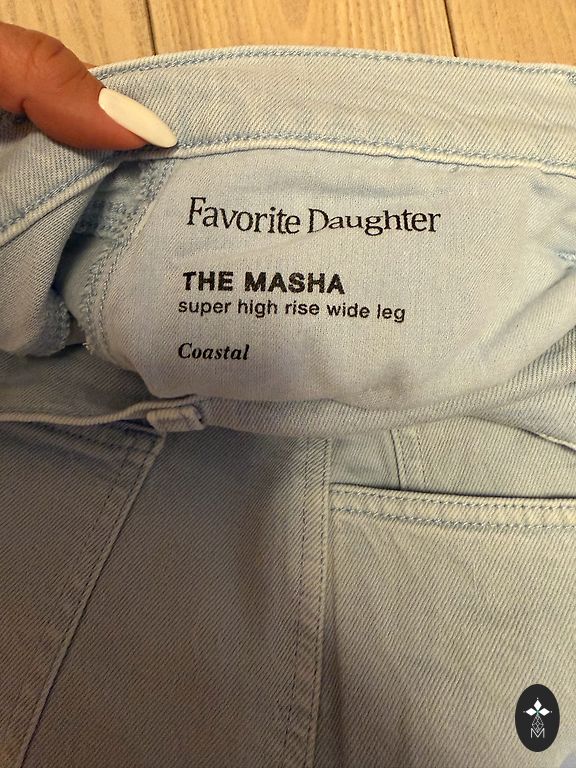 Favorite Daughter
THE MASHA
super high rise wide leg
Coastal
M